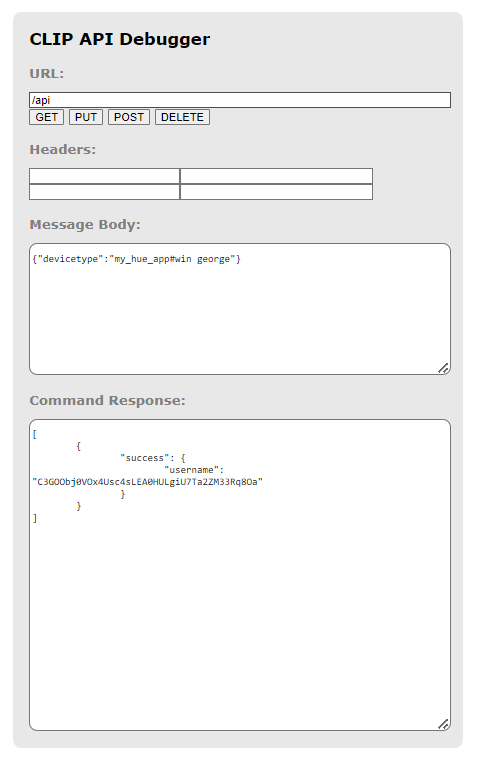 CLIP API Debugger
URL:
/api
GET PUT POST DELETE
Headers:
Message Body:
{"devicetype":"my_hue_app#win george"}
Command Response:
[
{
"success": {
"username":
"C3GOObj0VOx4Usc4sLEA0HULgiU7Ta2ZM33Rq8Oa"
}
}
]